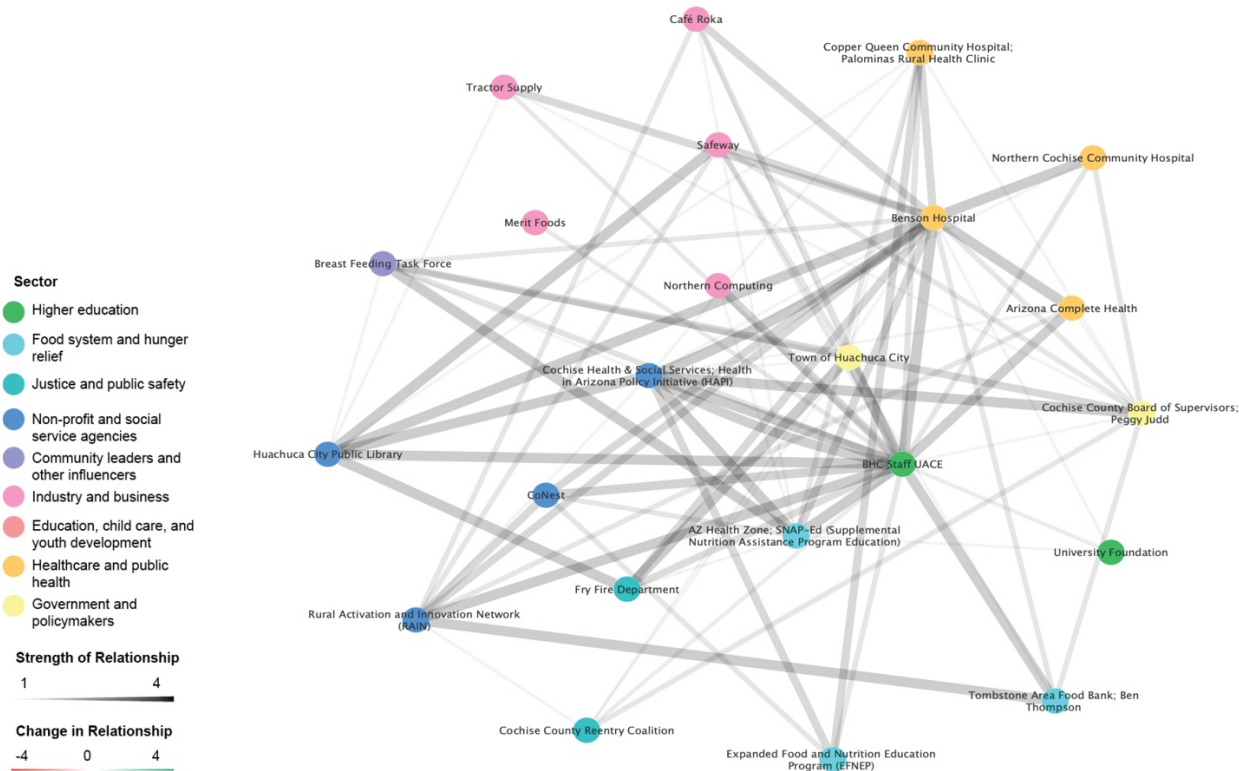 Café Roka
Copper Queen Community Hospital;
Palominas Rural Health Clinic
Tractor Supply
Safeway
Northern Cochise Community Hospital
Benson Hospital
Merit Foods
Breast Feeding Task Force
Northern Computing
Arizona Complete Health
Town of Huachuca City
Cochise Health & Social Services; Health
in Arizona Policy Initiative (HAPI)
Cochise County Board of Supervisors;
Peggy Judd
Huachuca City Public Library
BHC Staff UACE
CoNest
AZ Health Zone; SNAP-Ed (Supplemental
Nutrition Assistance Program Education)
University Foundation
Fry Fire Department
Rural Activation and Innovation Network
(RAIN)
Tombstone Area Food Bank; Ben
Thompson
Cochise County Reentry Coalition
Expanded Food and Nutrition Education
Program (EFNEP)
Sector
Higher education
Food system and hunger
relief
Justice and public safety
Non-profit and social
service agencies
Community leaders and
other influencers
Industry and business
Education, child care, and
youth development
Healthcare and public
health
Government and
policymakers
Strength of Relationship
1 4
Change in Relationship
-4 0 4